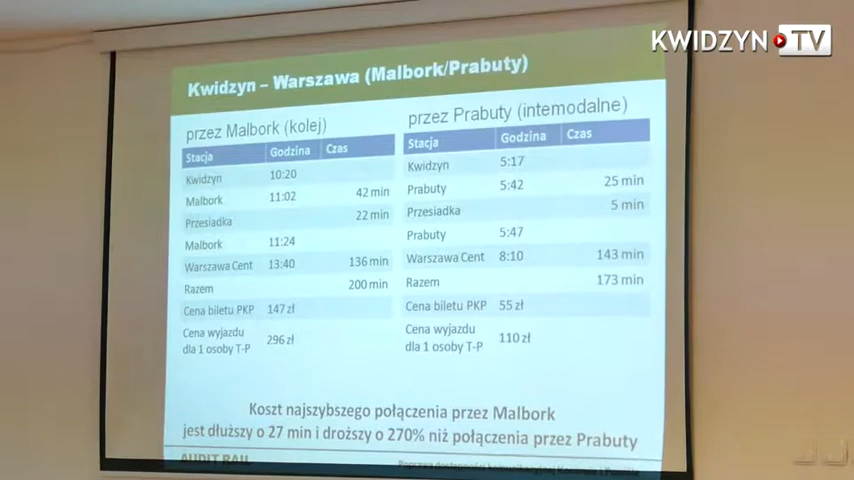 KWIDZYN TV
Kwidzyn – Warszawa (Malbork/Prabuty)
przez Malbork (kolej)
Stacja Godzina Czas
Kwidzyn 10:20
Malbork 11:02 42 min
Przesiadka 22 min
Malbork 11:24
Warszawa Cent 13:40 136 min
Razem 200 min
Cena biletu PKP 147 zł
Cena wyjazdu
dla 1 osoby T-P 296 zł
przez Prabuty (intemodalne)
Stacja Godzina Czas
Kwidzyn 5:17
Prabuty 5:42 25 min
Przesiadka 5 min
Prabuty 5:47
Warszawa Cent 8:10 143 min
Razem 173 min
Cena biletu PKP 55 zł
Cena wyjazdu
dla 1 osoby T-P 110 zł
Koszt najszybszego połączenia przez Malbork
jest dłuższy o 27 min i droższy o 270% niż połączenia przez Prabuty
AUDIT RAIL
Poprawa dostępności komunikacyjnej